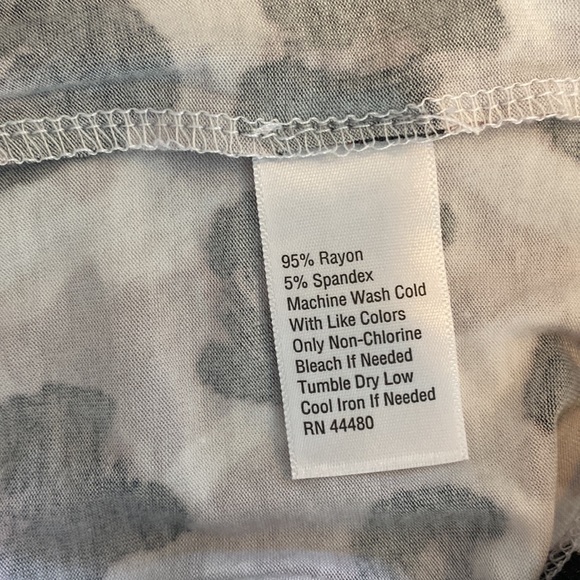 95% Rayon
5% Spandex
Machine Wash Cold
With Like Colors
Only Non-Chlorine
Bleach If Needed
Tumble Dry Low
Cool Iron If Needed
RN 44480